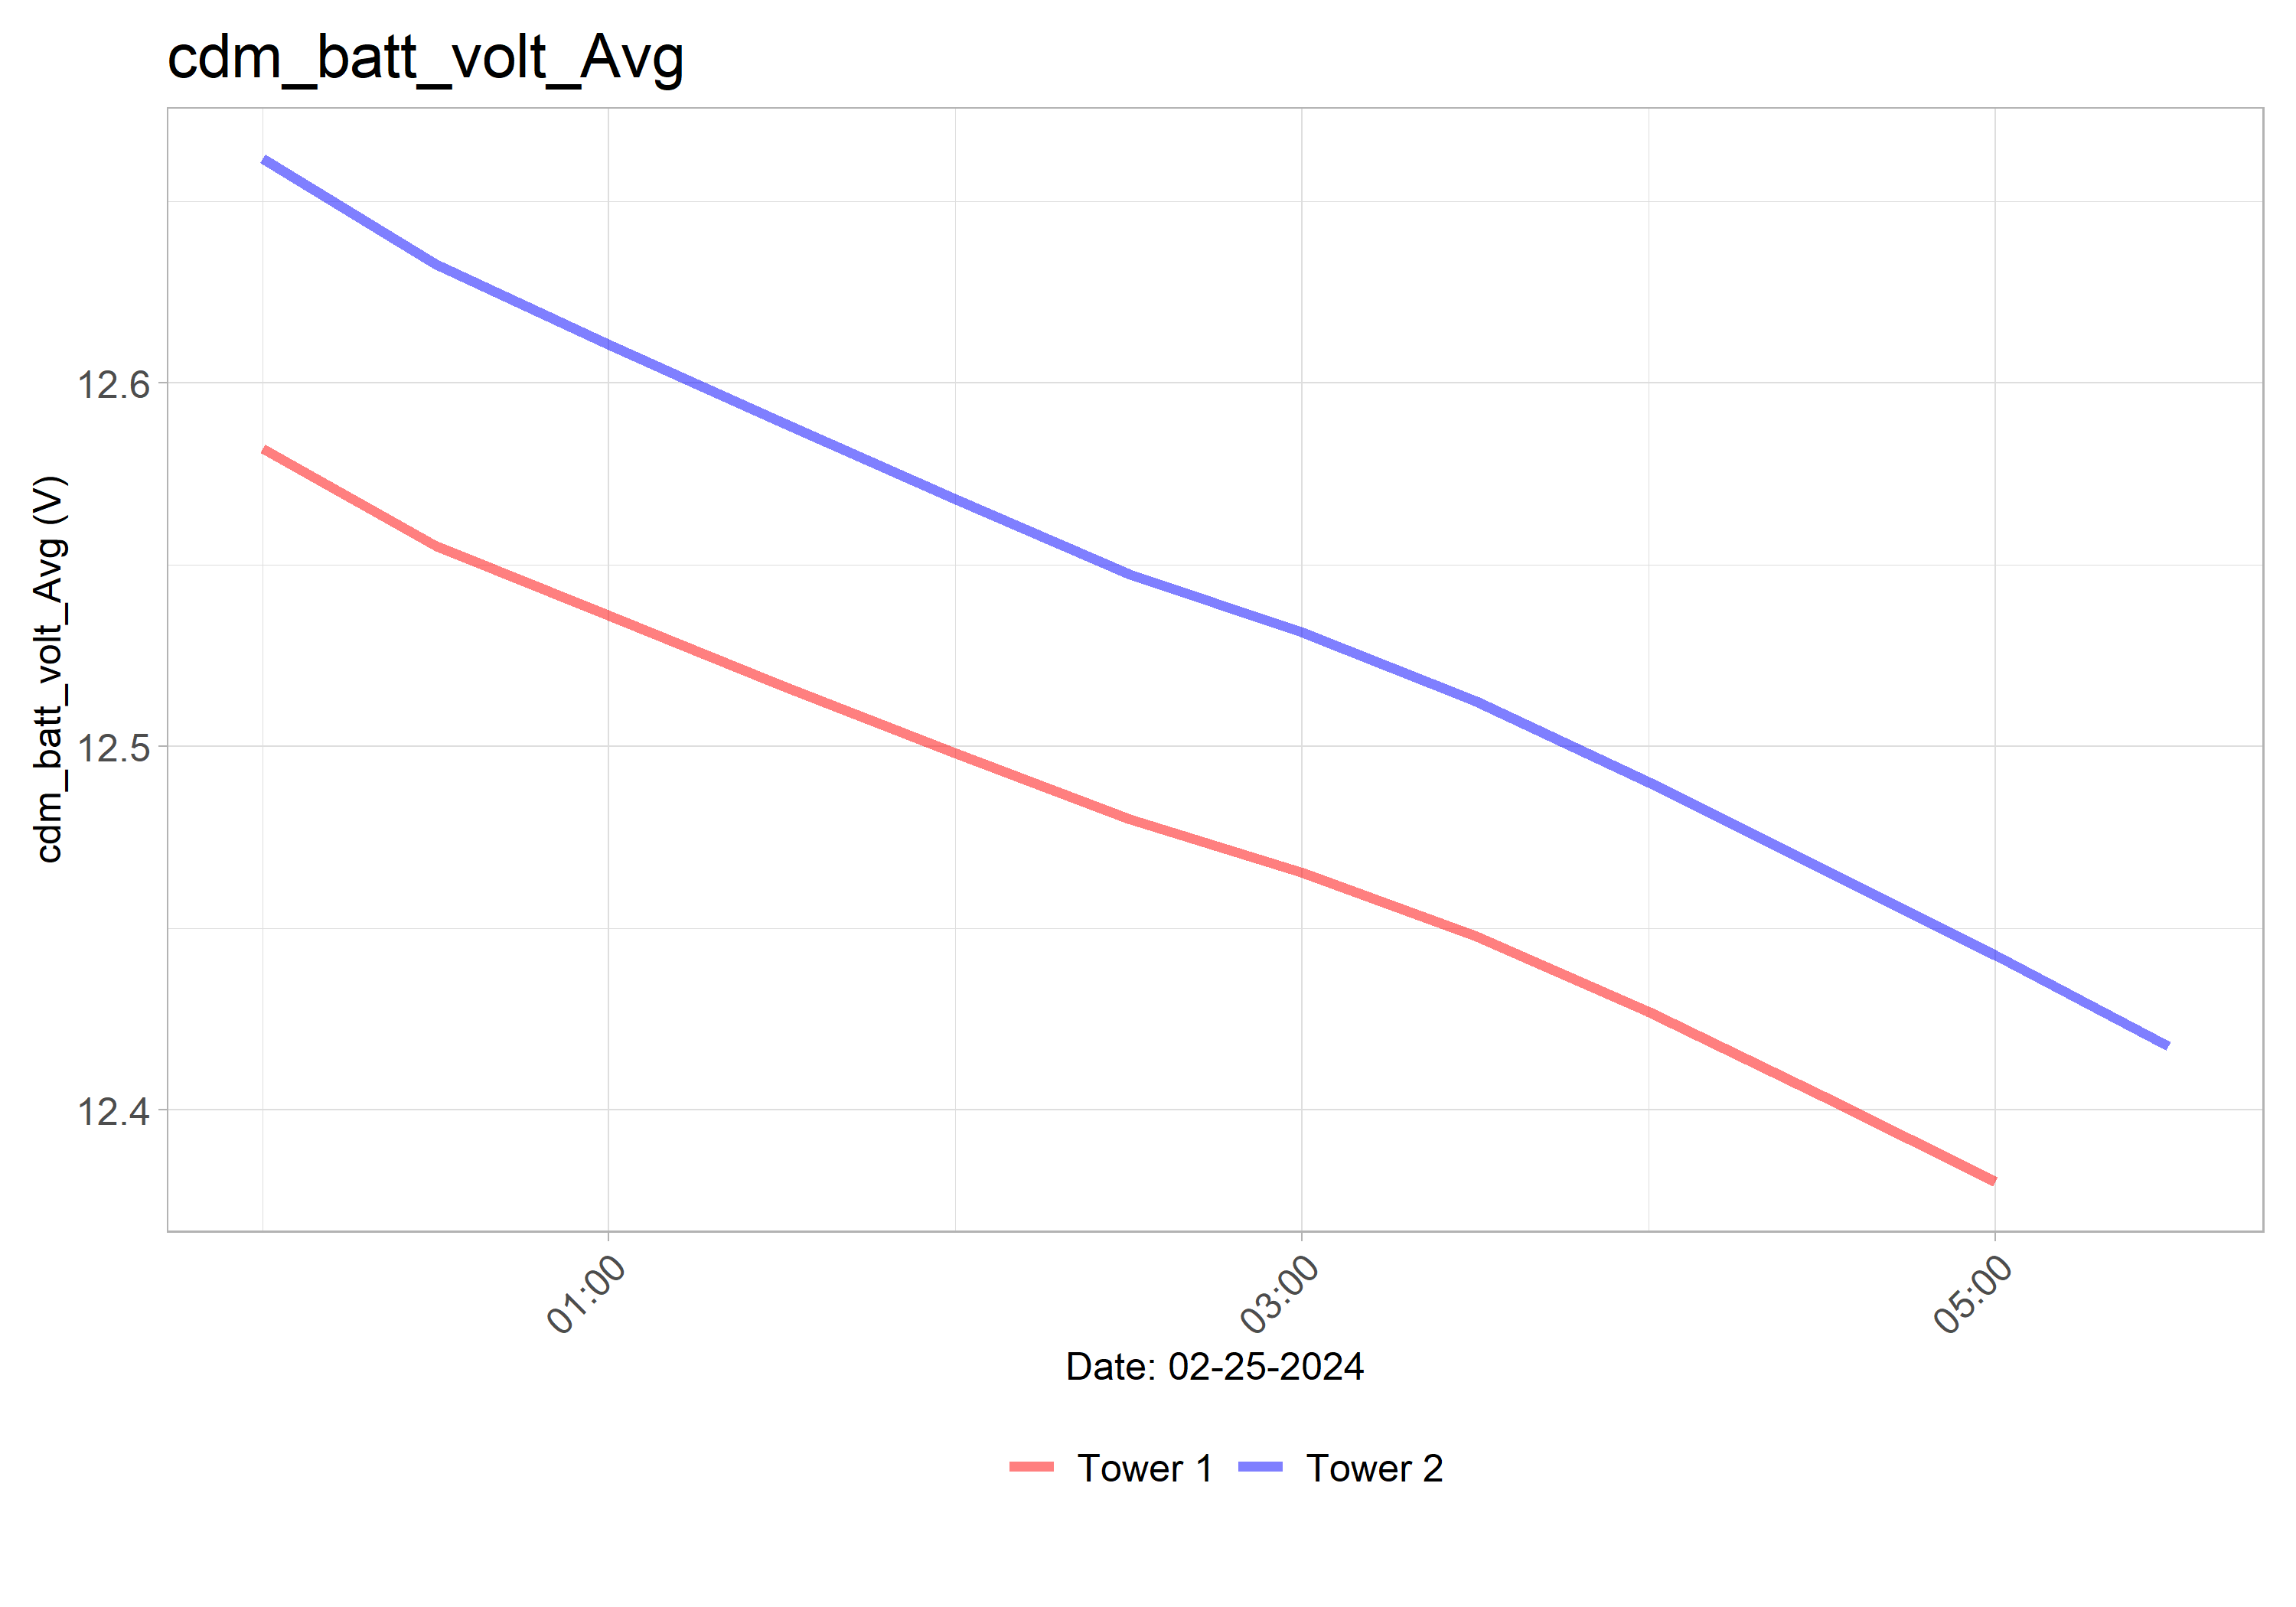 cdm_batt_volt_Avg
cdm_batt_volt_Avg (V)
12.6
12.5
12.4
01:00
03:00
05:00
Date: 02-25-2024
Tower 1
Tower 2